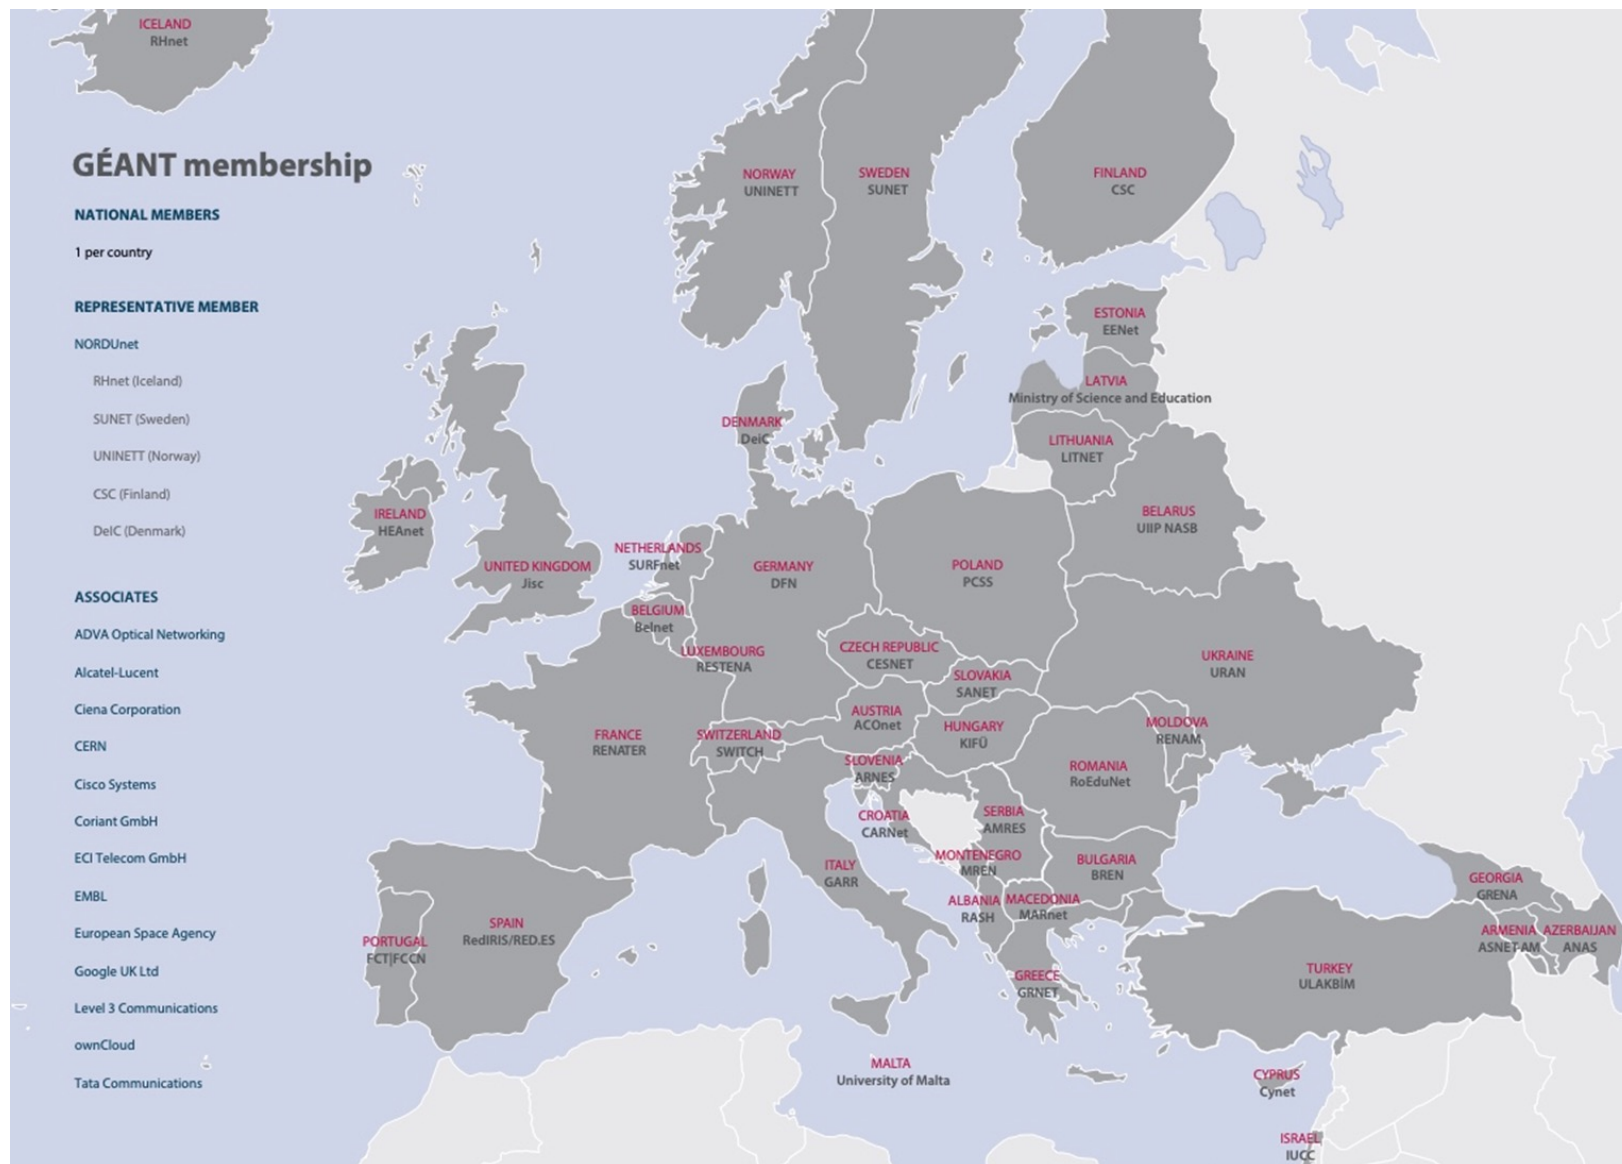 ICELAND
RHnet
GÉANT membership
NATIONAL MEMBERS
1 per country
REPRESENTATIVE MEMBER
NORDUnet
RHnet (Iceland)
SUNET (Sweden)
UNINETT (Norway)
CSC (Finland)
DeIC (Denmark)
ASSOCIATES
ADVA Optical Networking
Alcatel-Lucent
Ciena Corporation
CERN
Cisco Systems
Coriant GmbH
ECI Telecom GmbH
EMBL
European Space Agency
Google UK Ltd
Level 3 Communications
ownCloud
Tata Communications
NORWAY
UNINETT
SWEDEN
SUNET
FINLAND
CSC
ESTONIA
EENet
LATVIA
Ministry of Science and Education
LITHUANIA
LITNET
DENMARK
DeiC
BELARUS
UIIP NASB
IRELAND
HEAnet
UNITED KINGDOM
Jisc
NETHERLANDS
SURFnet
GERMANY
DFN
POLAND
PCSS
BELGIUM
Belnet
LUXEMBOURG
RESTENA
CZECH REPUBLIC
CESNET
SLOVAKIA
SANET
UKRAINE
URAN
FRANCE
RENATER
SWITZERLAND
SWITCH
AUSTRIA
ACOnet
HUNGARY
KIFÜ
MOLDOVA
RENAM
SLOVENIA
ARNES
ROMANIA
RoEduNet
CROATIA
CARNet
SERBIA
AMRES
MONTENEGRO
MREN
BULGARIA
BREN
ITALY
GARR
ALBANIA
RASH
MACEDONIA
MARnet
GEORGIA
GRENA
PORTUGAL
FCT|FCCN
SPAIN
RedIRIS/RED.ES
ARMENIA
ASNET-AM
AZERBAIJAN
ANAS
GREECE
GRNET
TURKEY
ULAKBİM
MALTA
University of Malta
CYPRUS
Cynet
ISRAEL
IUCC